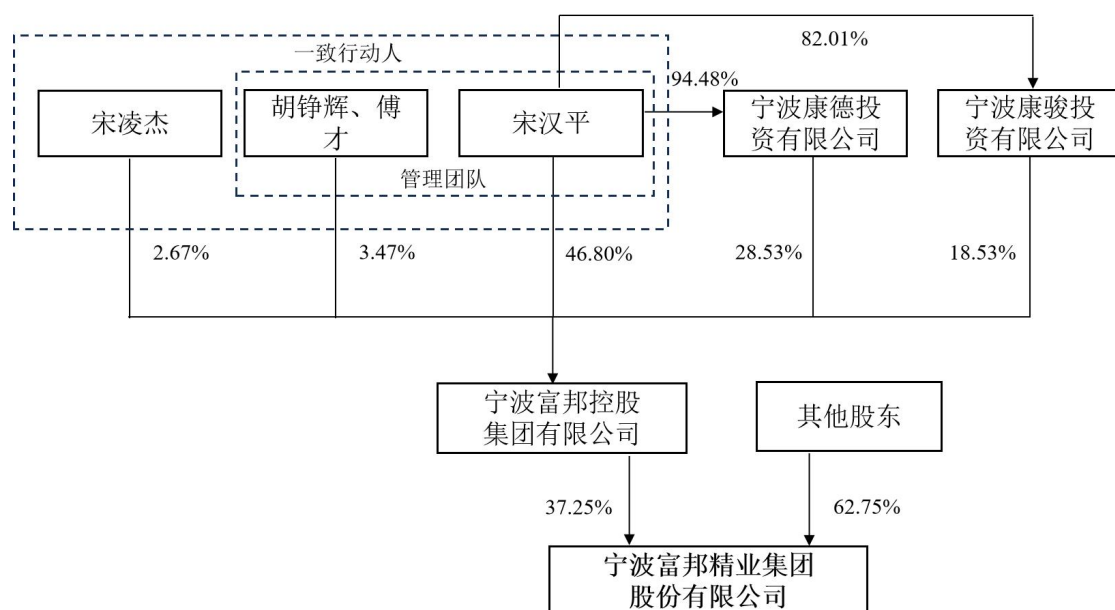 82.01%
一致行动人
94.48%
宋凌杰
胡铮辉、傅
才
宋汉平
宁波康德投
资有限公司
宁波康骏投
资有限公司
管理团队
2.67%
3.47%
46.80%
28.53%
18.53%
宁波富邦控股
集团有限公司
其他股东
37.25%
62.75%
宁波富邦精业集团
股份有限公司